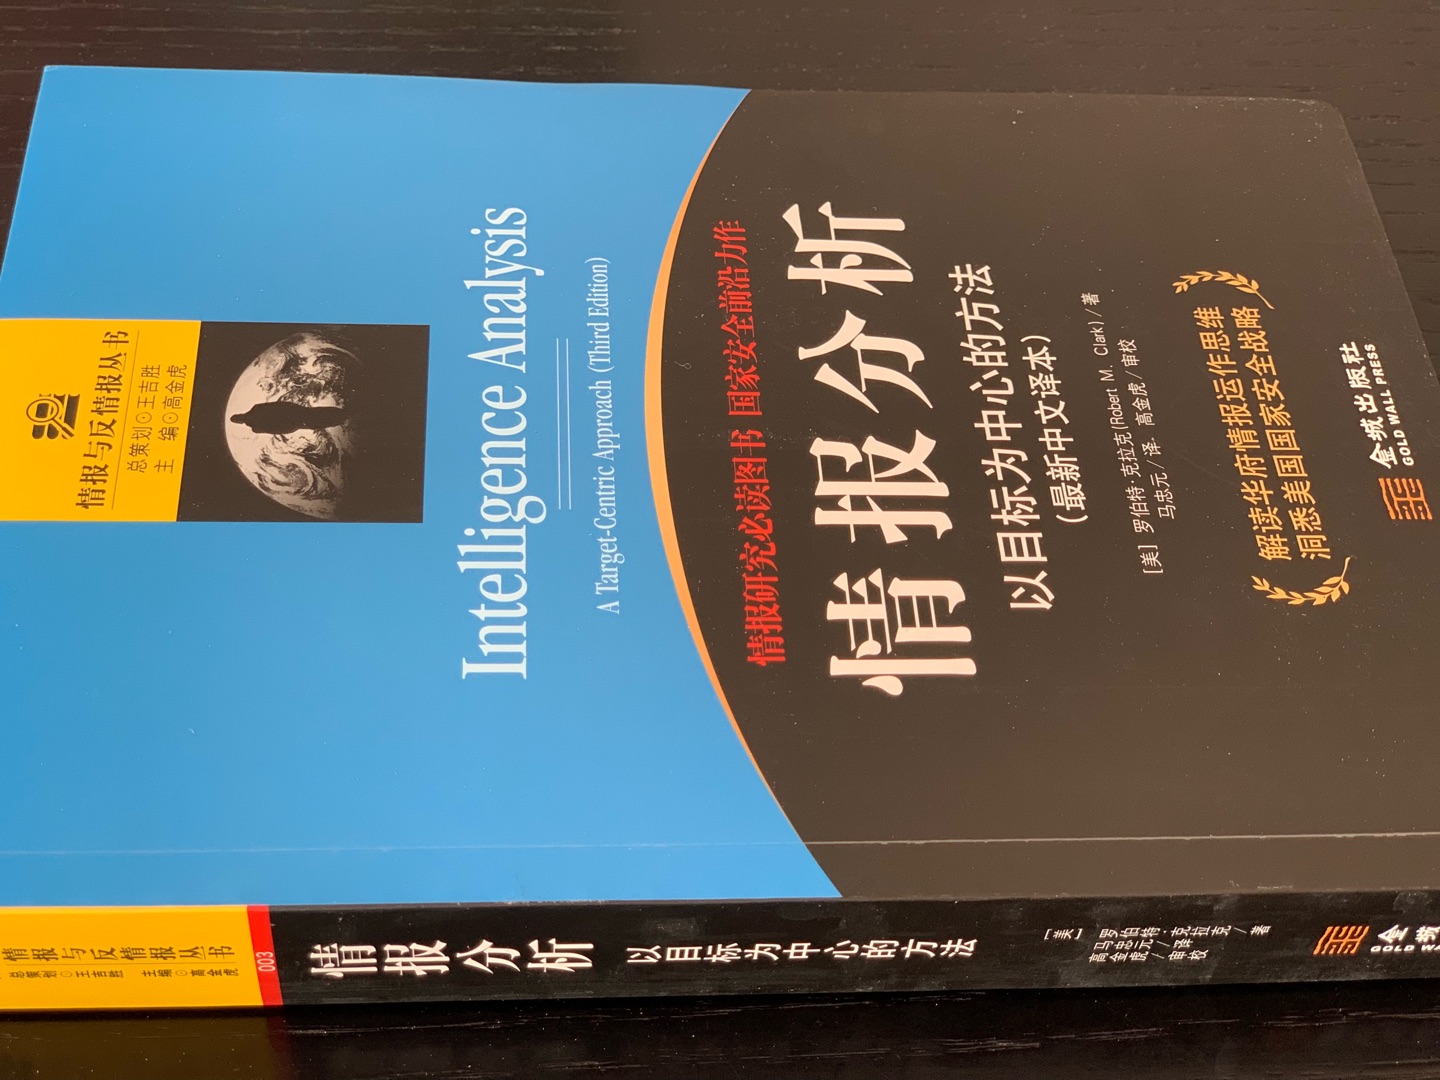 情报与反情报丛书
总策划⊙王吉胜
主 编⊙高金虎
Intelligence Analysis
A Target-Centric Approach (Third Edition)
情报研究必读图书 国家安全前沿力作
情报分析
以目标为中心的方法
(最新中文译本)
[美] 罗伯特·克拉克(Robert M. Clark)/著
马忠元/译 高金虎/审校
解读华府情报运作思维
洞悉美国国家安全战略
金城出版社
GOLD WALL PRESS
情报与反情报丛书
总策划⊙王吉胜 主编⊙高金虎
003
情报分析
以目标为中心的方法
[美] 罗伯特·克拉克/著
马忠元/译
高金虎/审校
金城
GOLD